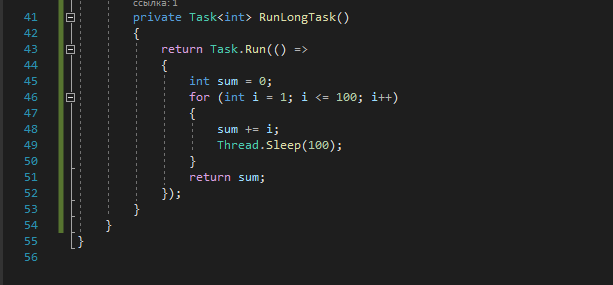 ссылка: 1
41 private Task<int> RunLongTask()
42 {
43 return Task.Run(() =>
44 {
45 int sum = 0;
46 for (int i = 1; i <= 100; i++)
47 {
48 sum += i;
49 Thread.Sleep(100);
50 }
51 return sum;
52 });
53 }
54 }
55 }
56